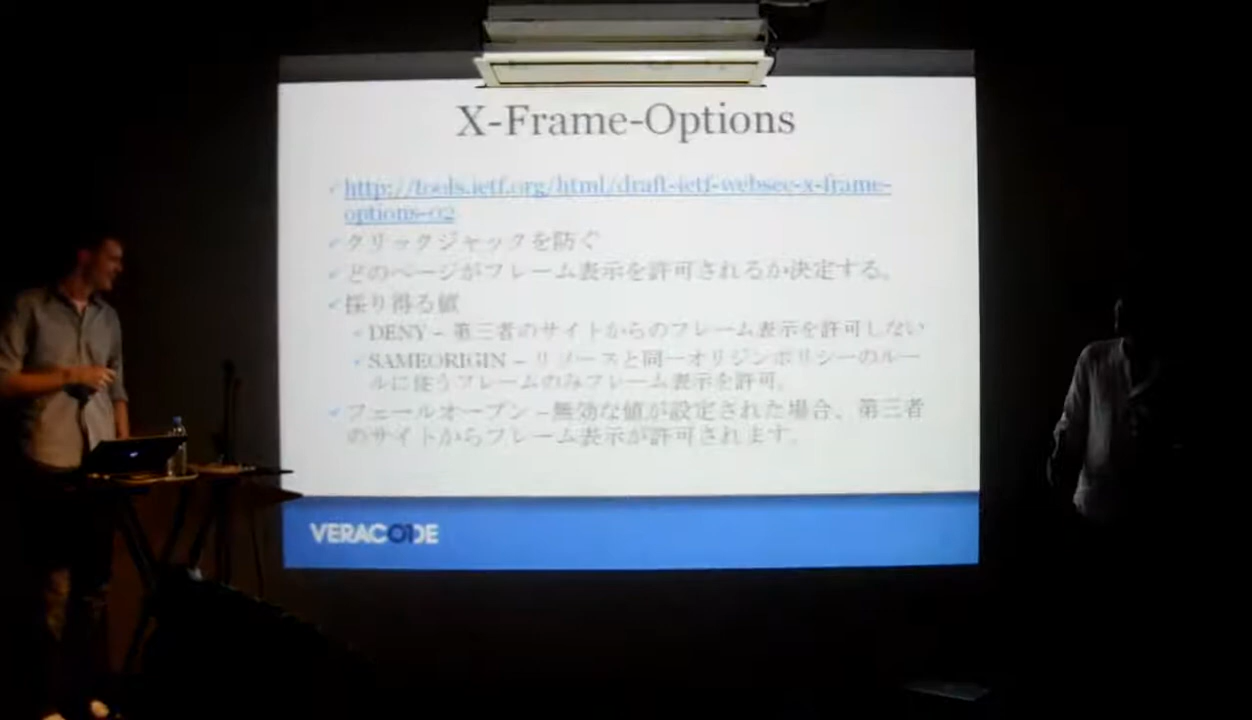 X-Frame-Options
http://tools.ietf.org/html/draft-ietf-websec-x-frame-
options-02
クリックジャックを防ぐ
どのページがフレーム表示を許可されるか決定する。
採り得る値
DENY – 第三者のサイトからのフレーム表示を許可しない
SAMEORIGIN – リソースと同一オリジンポリシーのルー
ルに従うフレームのみフレーム表示を許可。
フェールオープン –無効な値が設定された場合、第三者
のサイトからフレーム表示が許可されます。
VERACODE